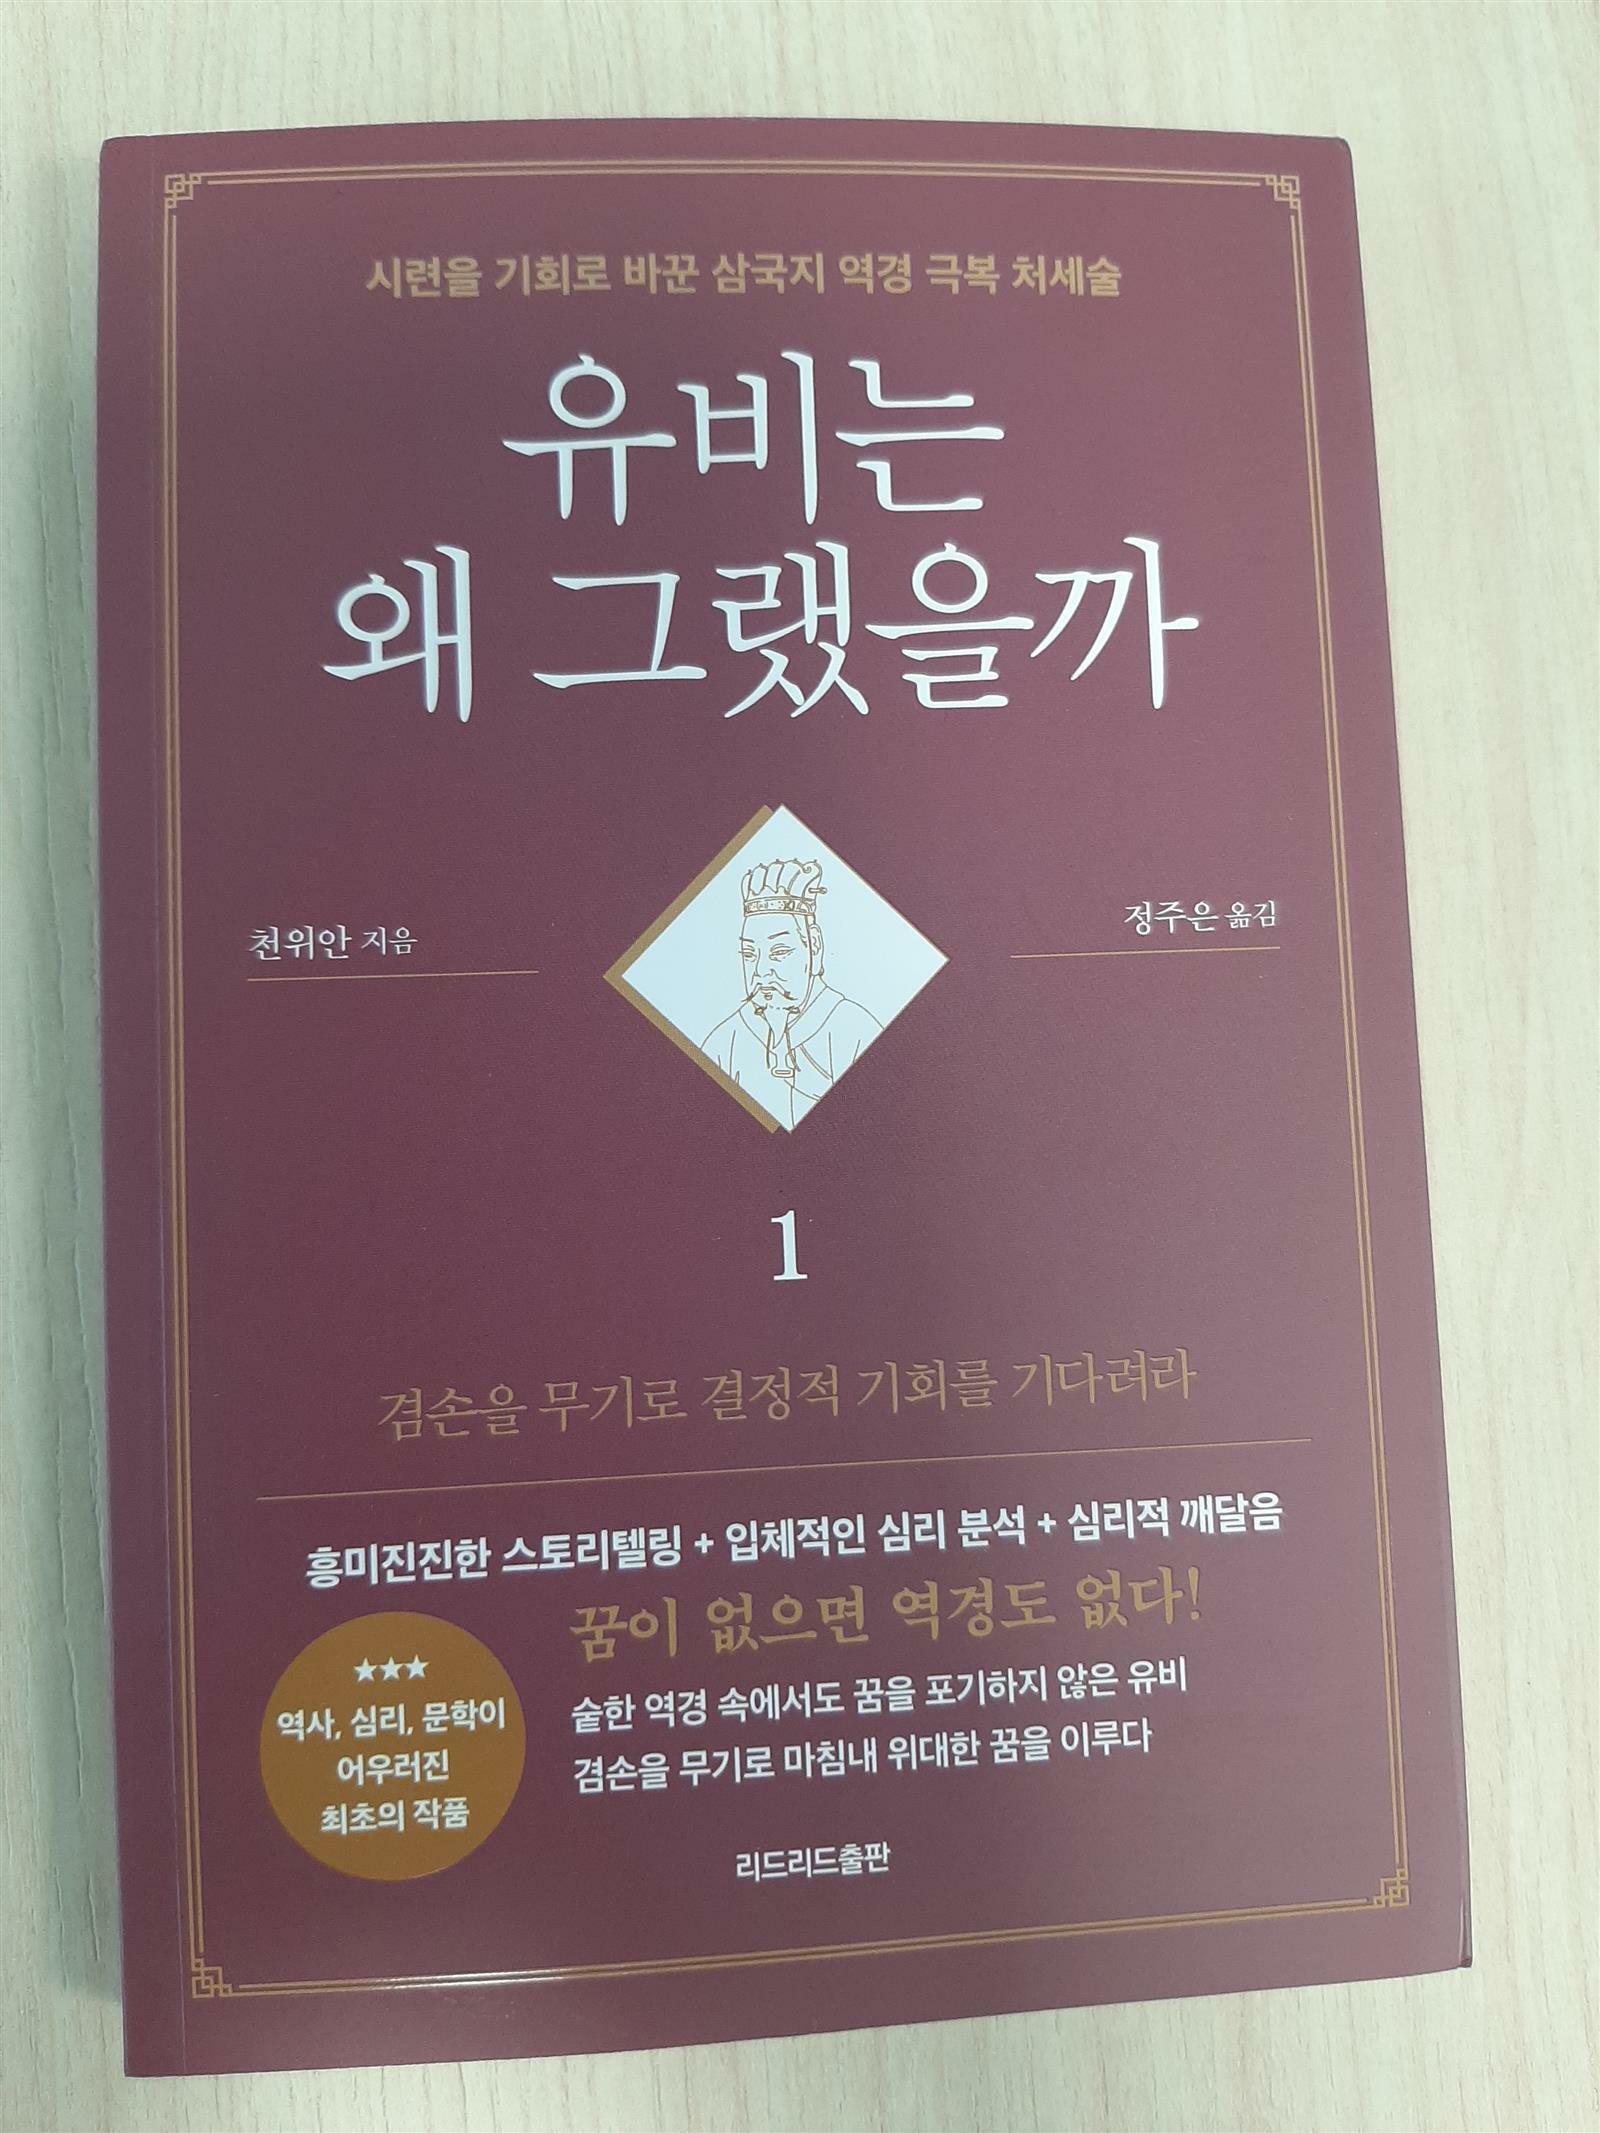 시련을 기회로 바꾼 삼국지 역경 극복 처세술
유비는
왜 그랬을까
천위안 지음
정주은 옮김
1
겸손을 무기로 결정적 기회를 기다려라
흥미진진한 스토리텔링 + 입체적인 심리 분석 + 심리적 깨달음
꿈이 없으면 역경도 없다!
숱한 역경 속에서도 꿈을 포기하지 않은 유비
겸손을 무기로 마침내 위대한 꿈을 이루다
★★★
역사, 심리, 문학이
어우러진
최초의 작품
리드리드출판